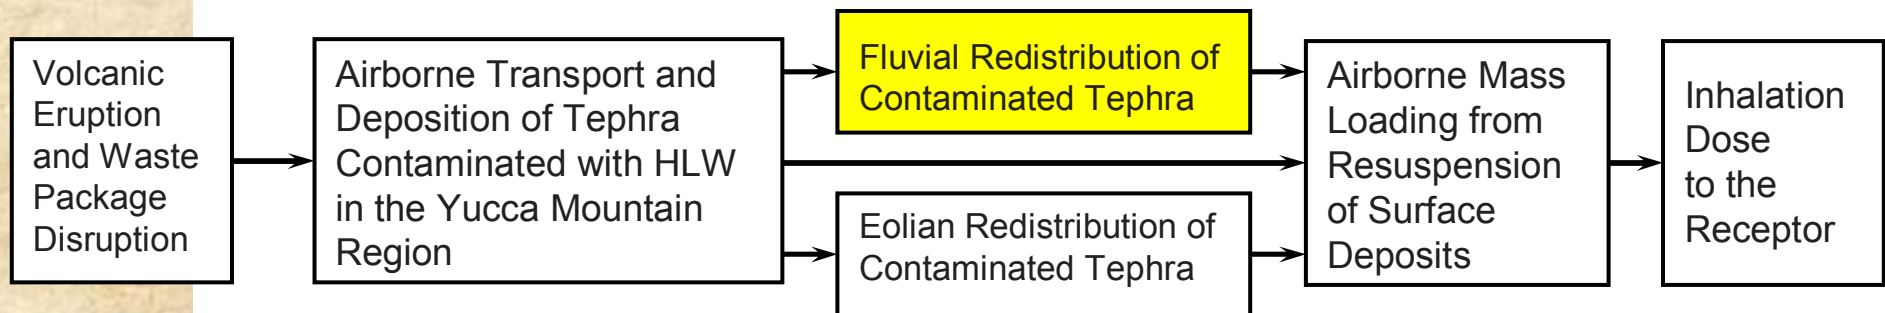 Volcanic
Eruption
and Waste
Package
Disruption
Airborne Transport and
Deposition of Tephra
Contaminated with HLW
in the Yucca Mountain
Region
Fluvial Redistribution of
Contaminated Tephra
Eolian Redistribution of
Contaminated Tephra
Airborne Mass
Loading from
Resuspension
of Surface
Deposits
Inhalation
Dose
to the
Receptor